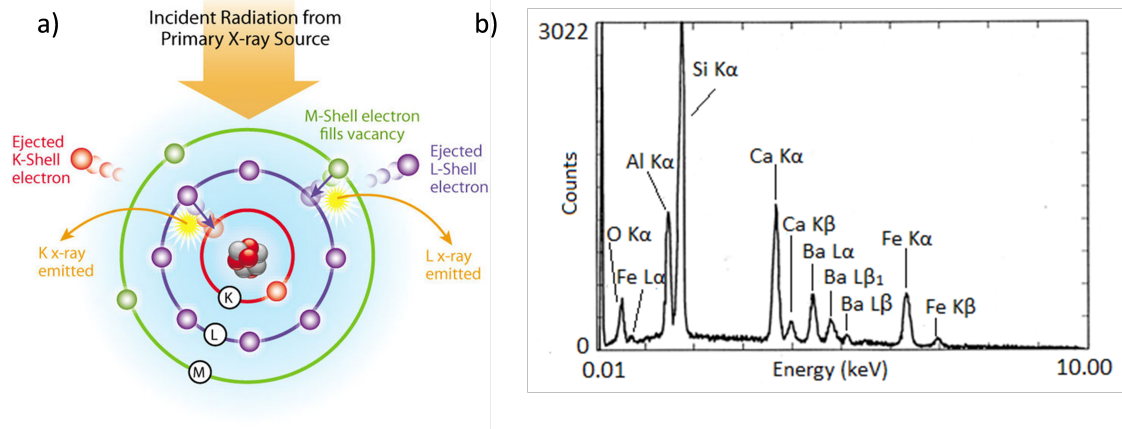 a)
Incident Radiation from
Primary X-ray Source
M-Shell electron
fills vacancy
Ejected
K-Shell
electron
Ejected
L-Shell
electron
K x-ray
emitted
L x-ray
emitted
K
L
M
b)
3022
Counts
0
0.01
Energy (keV)
10.00
O Kα
Fe Lα
Al Kα
Si Kα
Ca Kα
Ca Kβ
Ba Lα
Ba Lβ₁
Ba Lβ
Fe Kα
Fe Kβ